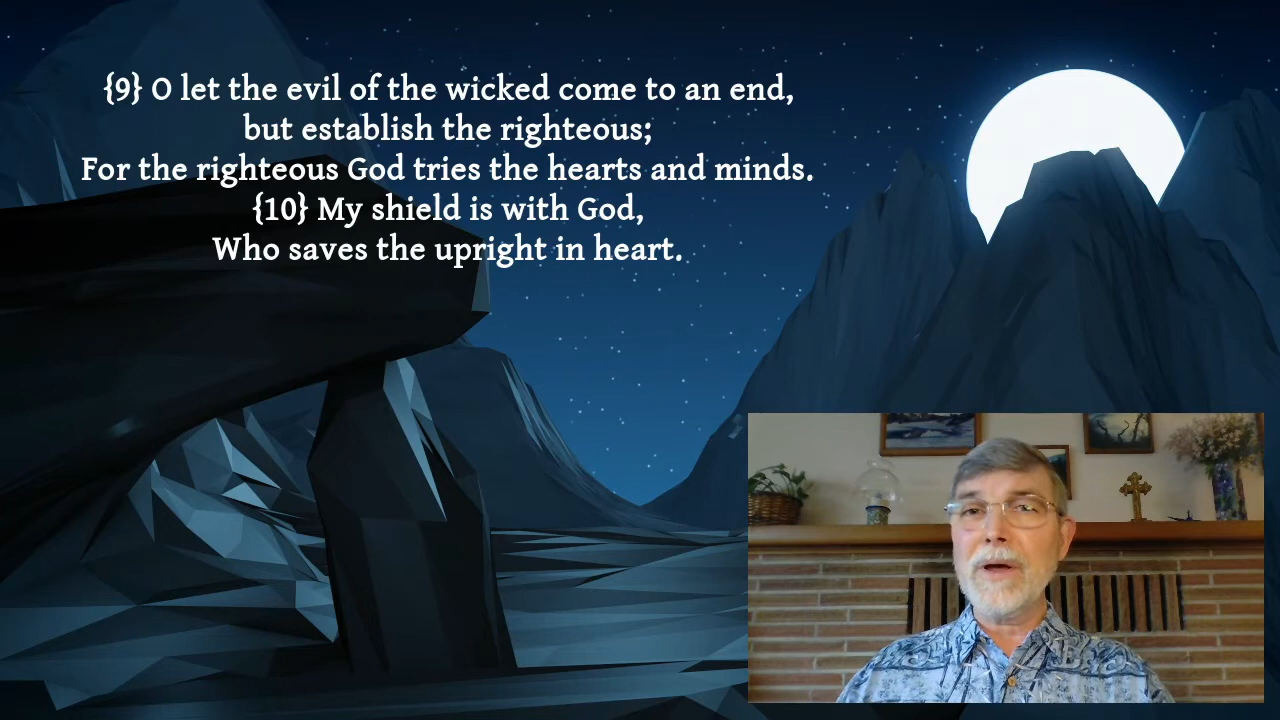 {9} O let the evil of the wicked come to an end,
but establish the righteous;
For the righteous God tries the hearts and minds.
{10} My shield is with God,
Who saves the upright in heart.